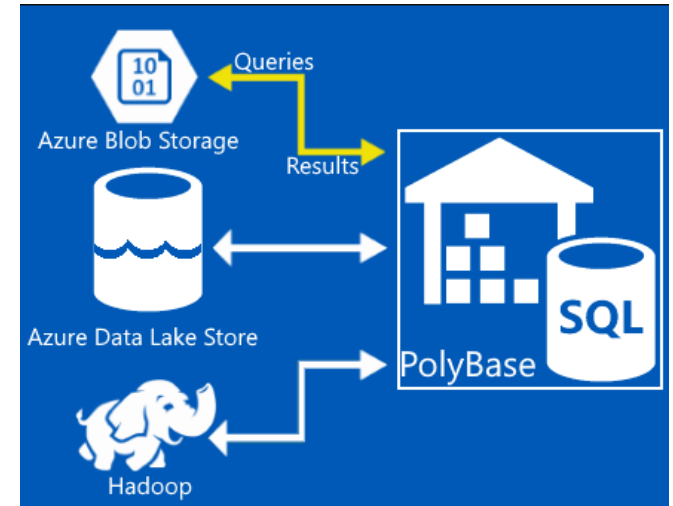 Queries
10
01
Azure Blob Storage
Results
Azure Data Lake Store
SQL
PolyBase
Hadoop